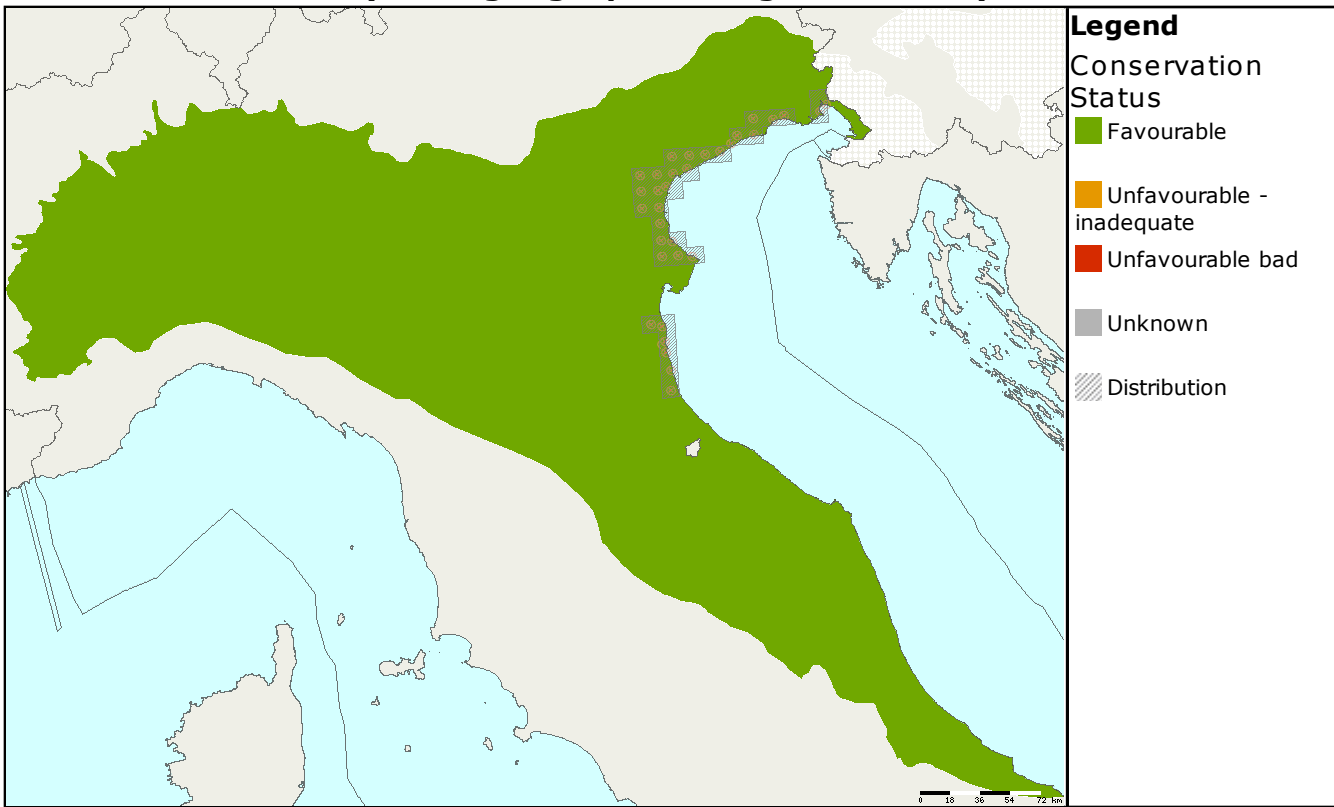 Legend
Conservation
Status
Favourable
Unfavourable -
inadequate
Unfavourable bad
Unknown
Distribution
0 18 36 54 72 km